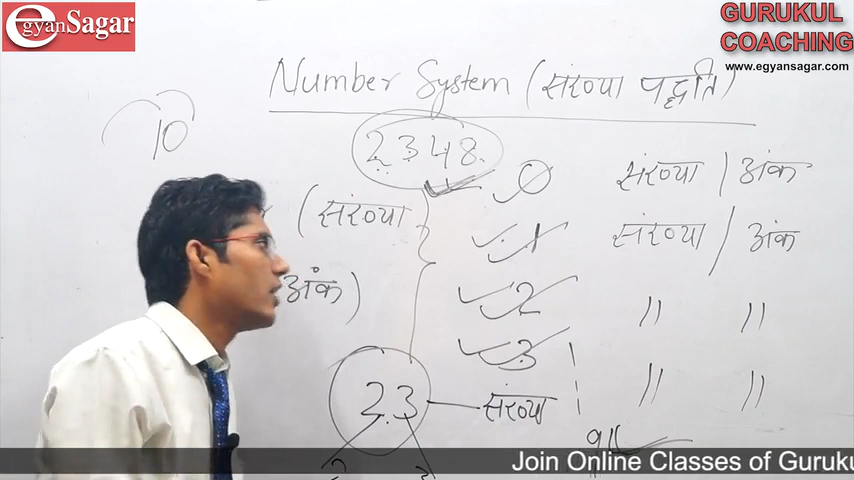 egyanSagar
GURUKUL
COACHING
www.egyansagar.com
Number System (संख्या पद्धति)
10
2348
0 संख्या / अंक
(संख्या
1 संख्या / अंक
अंक)
2 " "
3 " "
23 — संख्या
2 3
Join Online Classes of Guruku